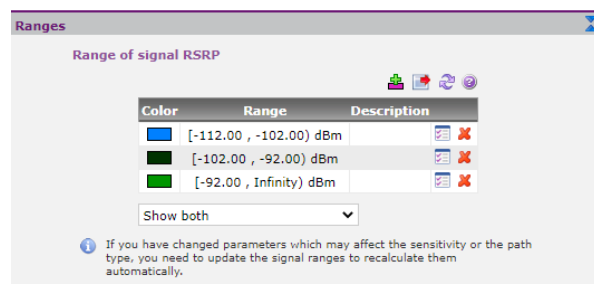 Ranges
Range of signal RSRP
Color Range Description
[-112.00 , -102.00) dBm
[-102.00 , -92.00) dBm
[-92.00 , Infinity) dBm
Show both
If you have changed parameters which may affect the sensitivity or the path
type, you need to update the signal ranges to recalculate them
automatically.